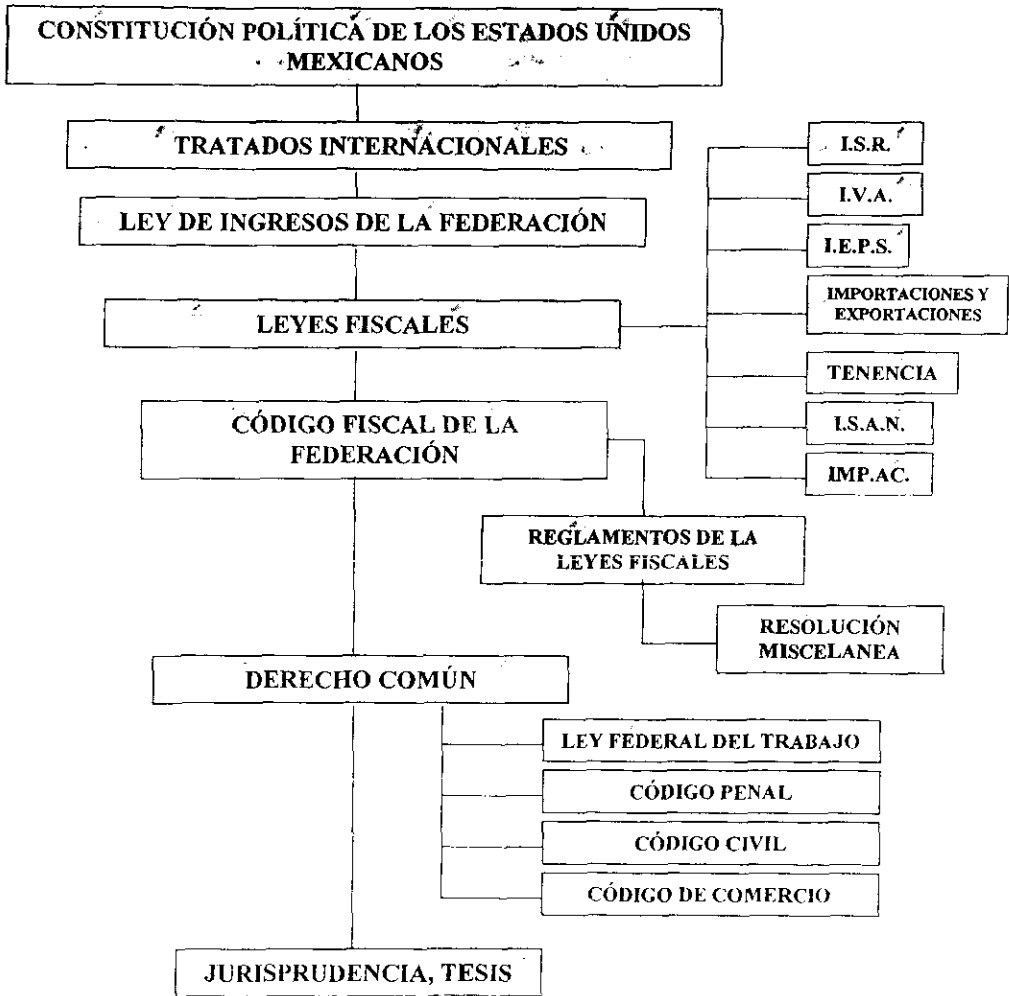 CONSTITUCIÓN POLÍTICA DE LOS ESTADOS UNIDOS
MEXICANOS
TRATADOS INTERNACIONALES
LEY DE INGRESOS DE LA FEDERACIÓN
LEYES FISCALES
I.S.R.
I.V.A.
I.E.P.S.
IMPORTACIONES Y
EXPORTACIONES
TENENCIA
I.S.A.N.
IMP.AC.
CÓDIGO FISCAL DE LA
FEDERACIÓN
REGLAMENTOS DE LA
LEYES FISCALES
RESOLUCIÓN
MISCELANEA
DERECHO COMÚN
LEY FEDERAL DEL TRABAJO
CÓDIGO PENAL
CÓDIGO CIVIL
CÓDIGO DE COMERCIO
JURISPRUDENCIA, TESIS